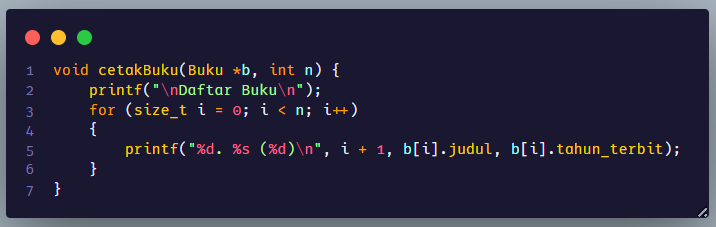 1 void cetakBuku(Buku *b, int n) {
2     printf("\nDaftar Buku\n");
3     for (size_t i = 0; i < n; i++)
4     {
5         printf("%d. %s (%d)\n", i + 1, b[i].judul, b[i].tahun_terbit);
6     }
7 }